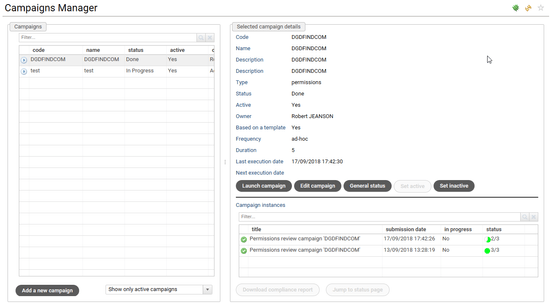 Campaigns Manager
Campaigns
Filter...
code name status active c
DGDFINDCOM DGDFINDCOM Done Yes
test test in Progress Yes
Add a new campaign
Show only active campaigns
Selected campaign details
Code DGDFINDCOM
Name DGDFINDCOM
Description DGDFINDCOM
Description DGDFINDCOM
Type permissions
Status Done
Active Yes
Owner Robert JEANSON
Based on a template Yes
Frequency ad-hoc
Duration 5
Last execution date 17/09/2018 17:42:30
Next execution date
Launch campaign Edit campaign General status Set active Set inactive
Campaign instances
Filter...
title submission date in progress status
Permissions review campaign 'DGDFINDCOM' 17/09/2018 17:42:26 No 2/3
Permissions review campaign 'DGDFINDCOM' 13/09/2018 13:28:19 No 3/3
Download compliance report Jump to status page